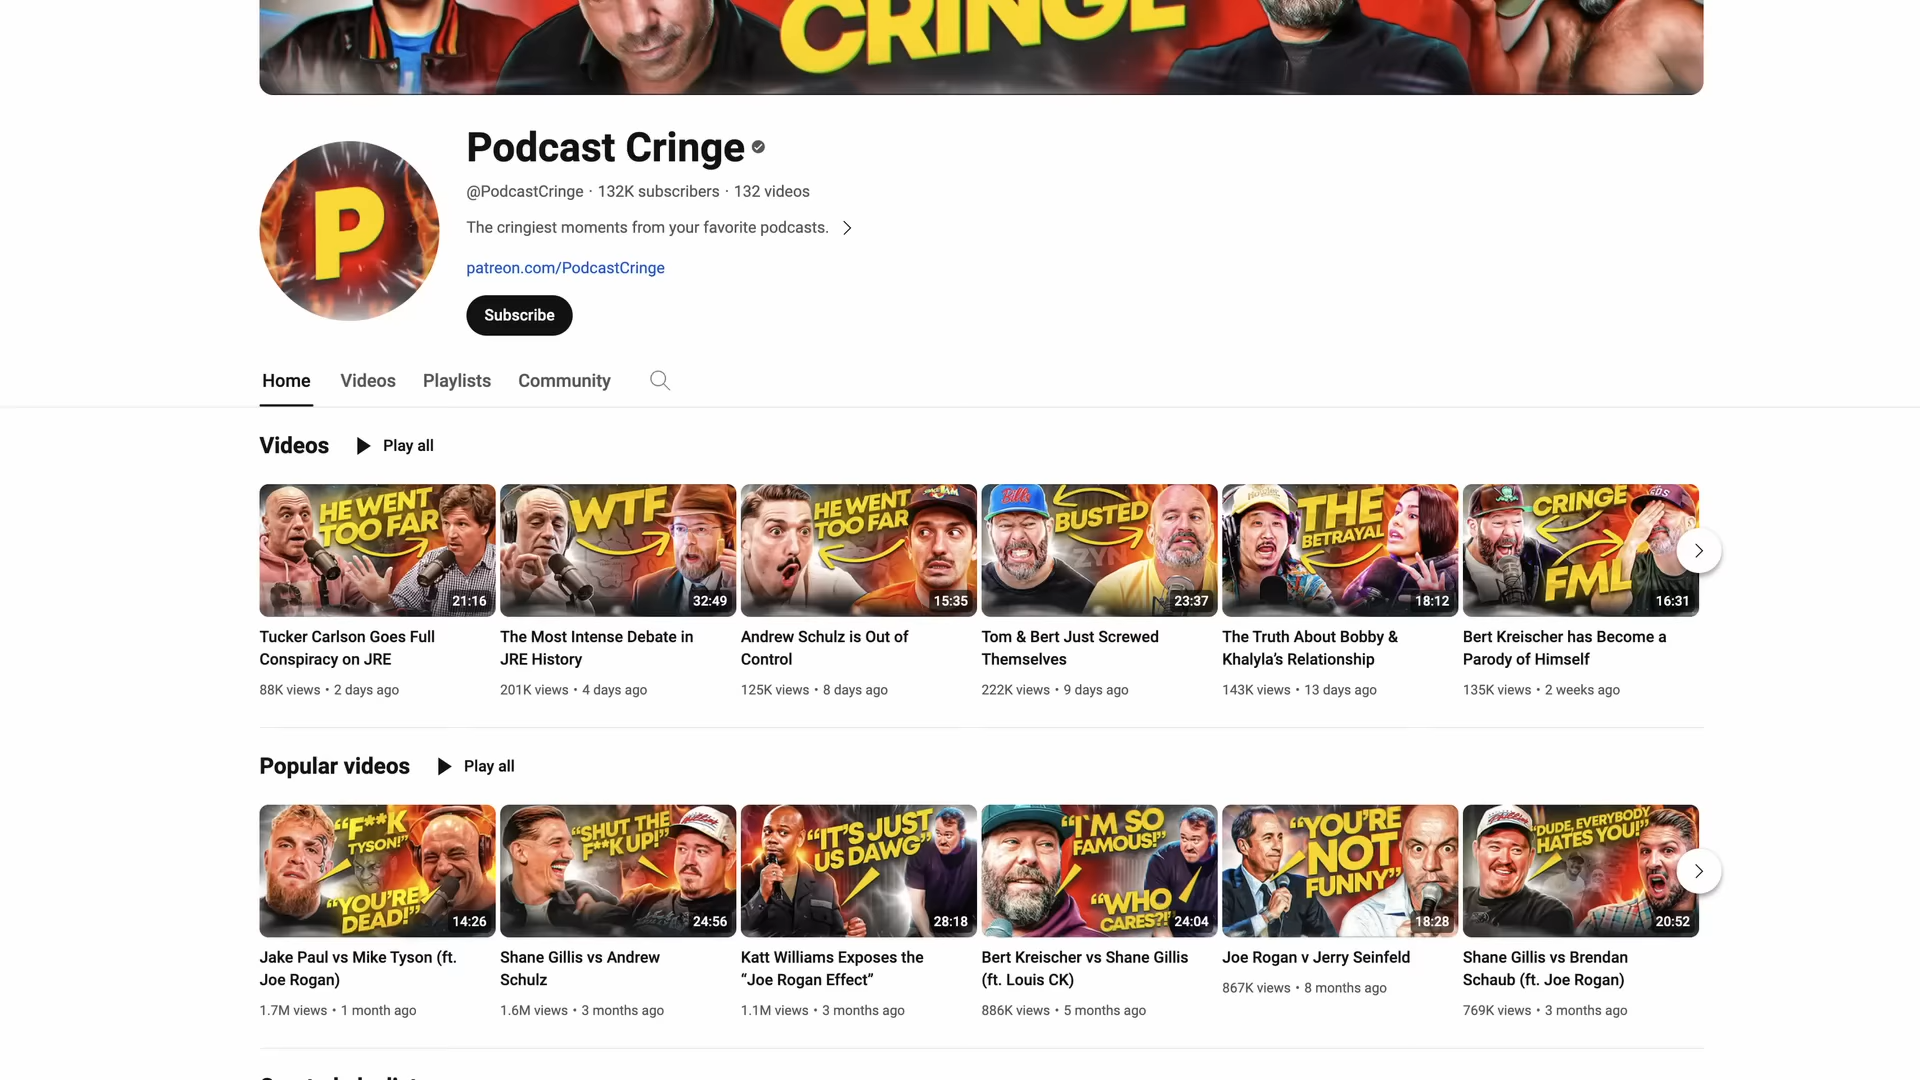 CRINGE
P
Podcast Cringe
@PodcastCringe · 132K subscribers · 132 videos
The cringiest moments from your favorite podcasts.
patreon.com/PodcastCringe
Subscribe
Home Videos Playlists Community
Videos Play all
HE WENT
TOO FAR
21:16
WTF
32:49
HE WENT
TOO FAR
15:35
Bills
BUSTED
ZYN
23:37
THE
BETRAYAL
18:12
CRINGE
FML
16:31
Tucker Carlson Goes Full
Conspiracy on JRE
88K views • 2 days ago
The Most Intense Debate in
JRE History
201K views • 4 days ago
Andrew Schulz is Out of
Control
125K views • 8 days ago
Tom & Bert Just Screwed
Themselves
222K views • 9 days ago
The Truth About Bobby &
Khalyla’s Relationship
143K views • 13 days ago
Bert Kreischer has Become a
Parody of Himself
135K views • 2 weeks ago
Popular videos Play all
“F**K
TYSON!”
“YOU’RE
DEAD!”
14:26
“SHUT THE
F**K UP!”
Phillies
24:56
“IT’S JUST
US DAWG”
28:18
“I’M SO
FAMOUS!”
“WHO
CARES?!”
24:04
“YOU’RE
NOT
FUNNY”
18:28
Phillies
“DUDE, EVERYBODY
HATES YOU!”
20:52
Jake Paul vs Mike Tyson (ft.
Joe Rogan)
1.7M views • 1 month ago
Shane Gillis vs Andrew
Schulz
1.6M views • 3 months ago
Katt Williams Exposes the
“Joe Rogan Effect”
1.1M views • 3 months ago
Bert Kreischer vs Shane Gillis
(ft. Louis CK)
886K views • 5 months ago
Joe Rogan v Jerry Seinfeld
867K views • 8 months ago
Shane Gillis vs Brendan
Schaub (ft. Joe Rogan)
769K views • 3 months ago